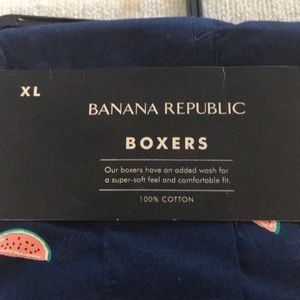 XL
BANANA REPUBLIC
BOXERS
Our boxers have an added wash for
a super-soft feel and comfortable fit.
100% COTTON